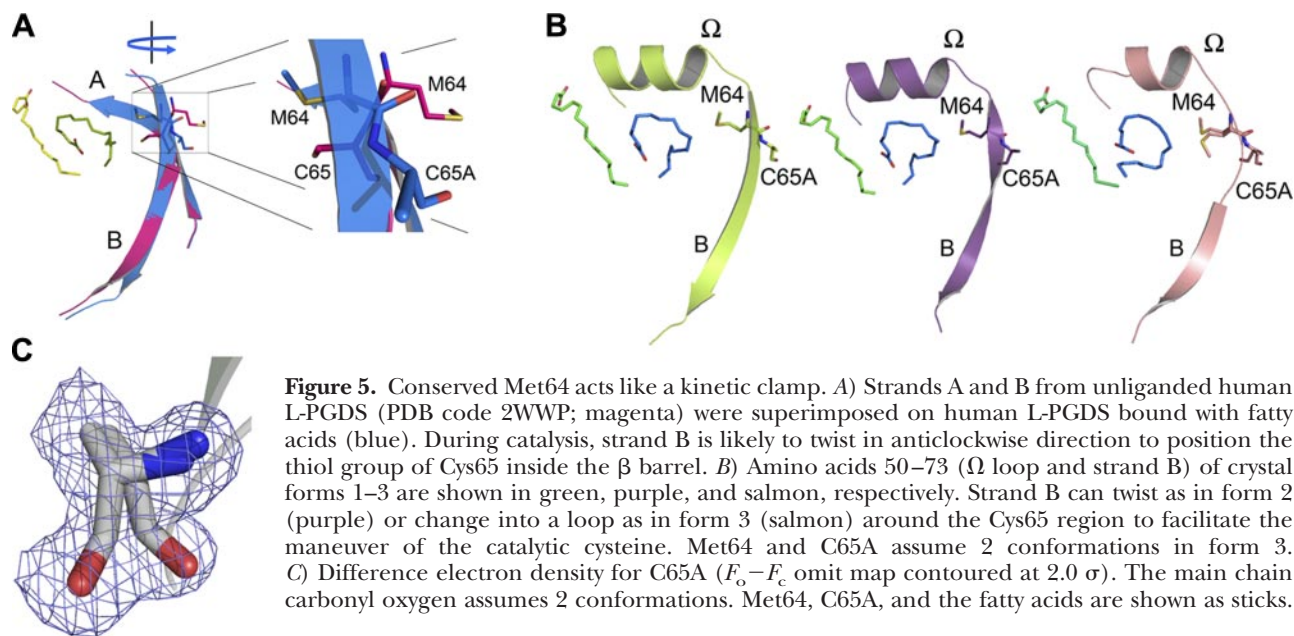 A
A
M64
M64
C65
C65A
B
B
Ω
M64
C65A
B
Ω
M64
C65A
B
Ω
M64
C65A
B
C
Figure 5. Conserved Met64 acts like a kinetic clamp. A) Strands A and B from unliganded human
L-PGDS (PDB code 2WWP; magenta) were superimposed on human L-PGDS bound with fatty
acids (blue). During catalysis, strand B is likely to twist in anticlockwise direction to position the
thiol group of Cys65 inside the β barrel. B) Amino acids 50–73 (Ω loop and strand B) of crystal
forms 1–3 are shown in green, purple, and salmon, respectively. Strand B can twist as in form 2
(purple) or change into a loop as in form 3 (salmon) around the Cys65 region to facilitate the
maneuver of the catalytic cysteine. Met64 and C65A assume 2 conformations in form 3.
C) Difference electron density for C65A (Fo−Fc omit map contoured at 2.0 σ). The main chain
carbonyl oxygen assumes 2 conformations. Met64, C65A, and the fatty acids are shown as sticks.